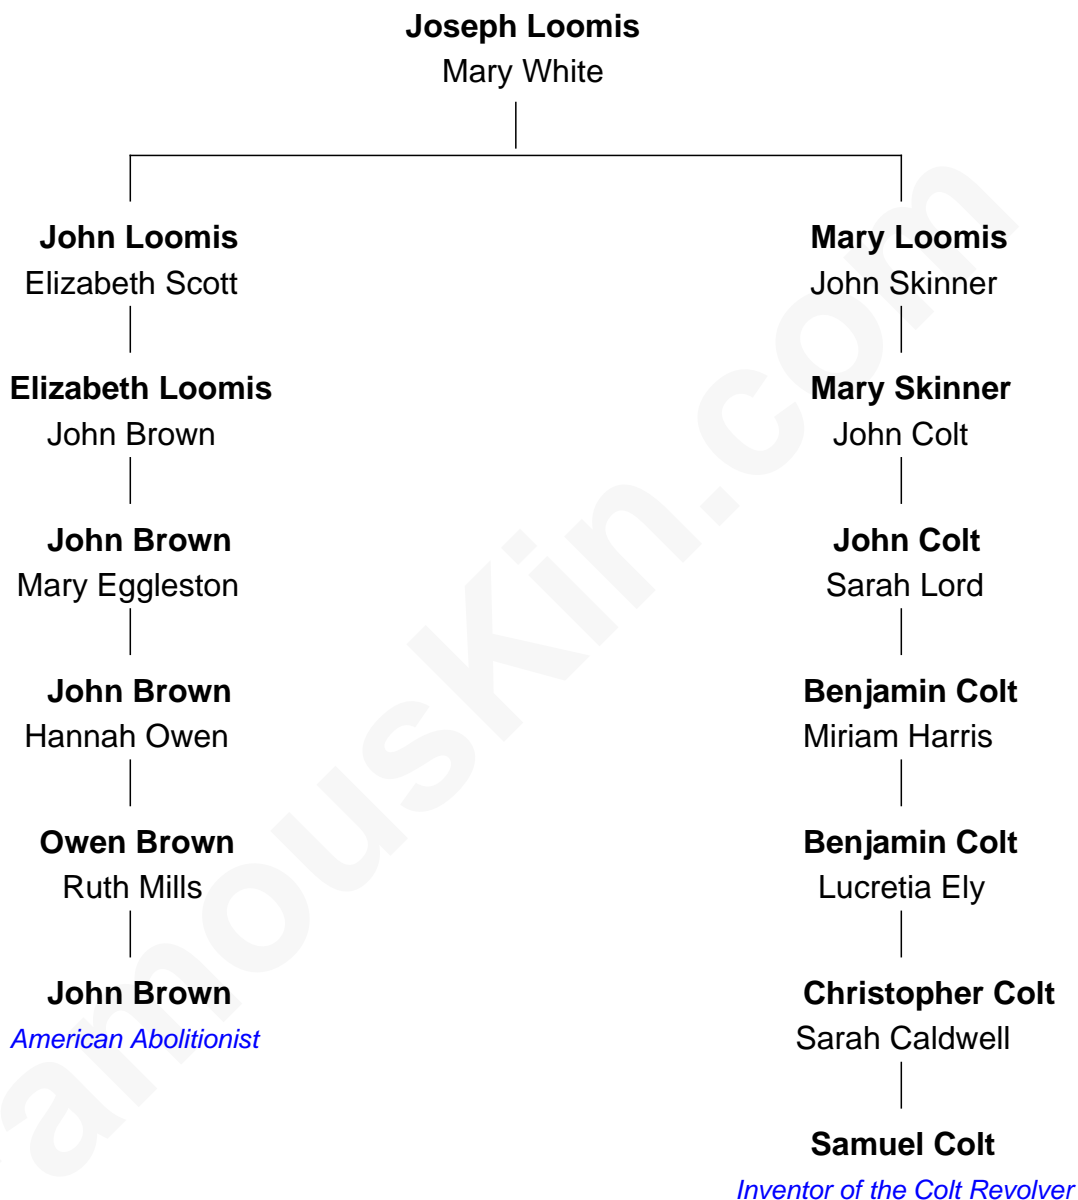 Joseph Loomis
Mary White
John Loomis
Elizabeth Scott
Elizabeth Loomis
John Brown
John Brown
Mary Eggleston
John Brown
Hannah Owen
Owen Brown
Ruth Mills
John Brown
American Abolitionist
Mary Loomis
John Skinner
Mary Skinner
John Colt
John Colt
Sarah Lord
Benjamin Colt
Miriam Harris
Benjamin Colt
Lucretia Ely
Christopher Colt
Sarah Caldwell
Samuel Colt
Inventor of the Colt Revolver
amouskin.com